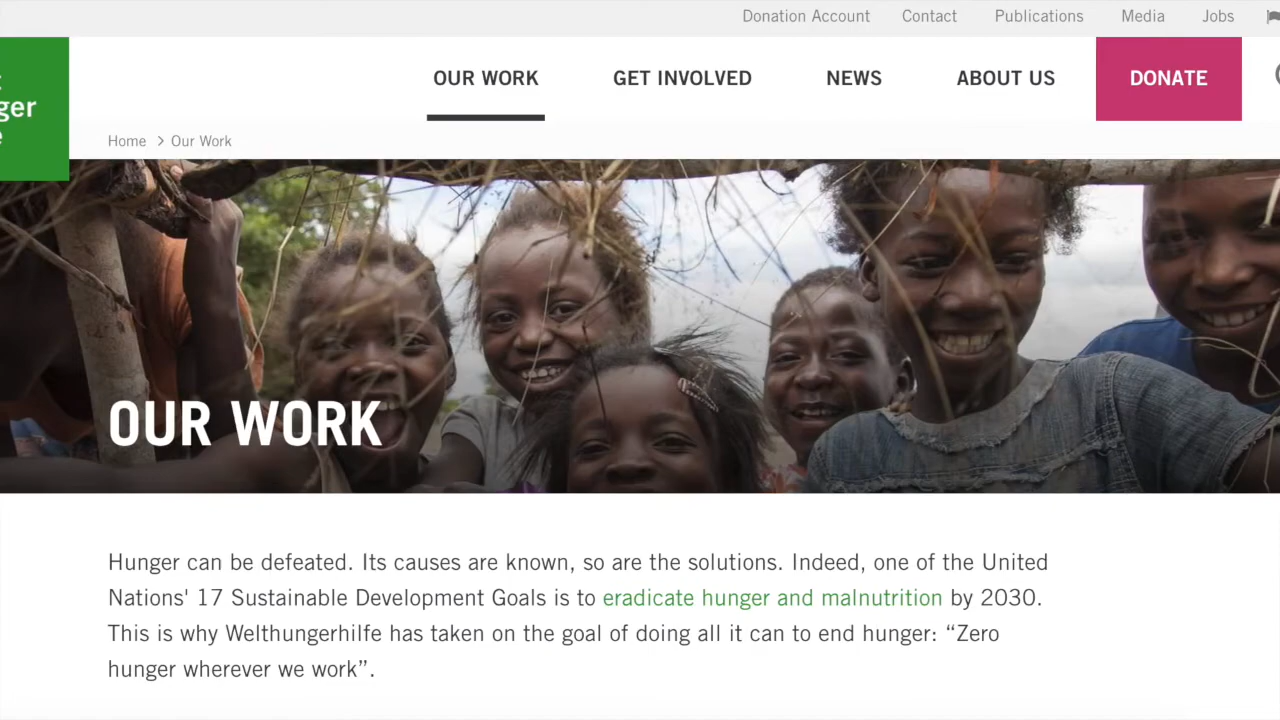 Donation Account Contact Publications Media Jobs
OUR WORK GET INVOLVED NEWS ABOUT US DONATE
Home > Our Work
OUR WORK
Hunger can be defeated. Its causes are known, so are the solutions. Indeed, one of the United
Nations' 17 Sustainable Development Goals is to eradicate hunger and malnutrition by 2030.
This is why Welthungerhilfe has taken on the goal of doing all it can to end hunger: “Zero
hunger wherever we work”.